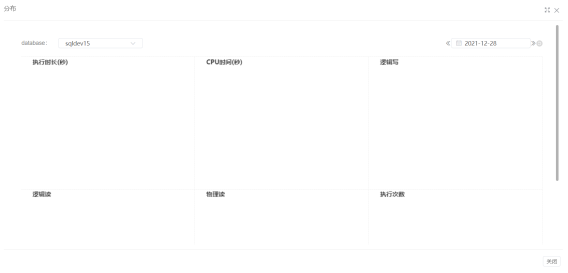 分布
database: sqldev15 2021-12-28
执行时长(秒) CPU时间(秒) 逻辑写
逻辑读 物理读 执行次数
关闭